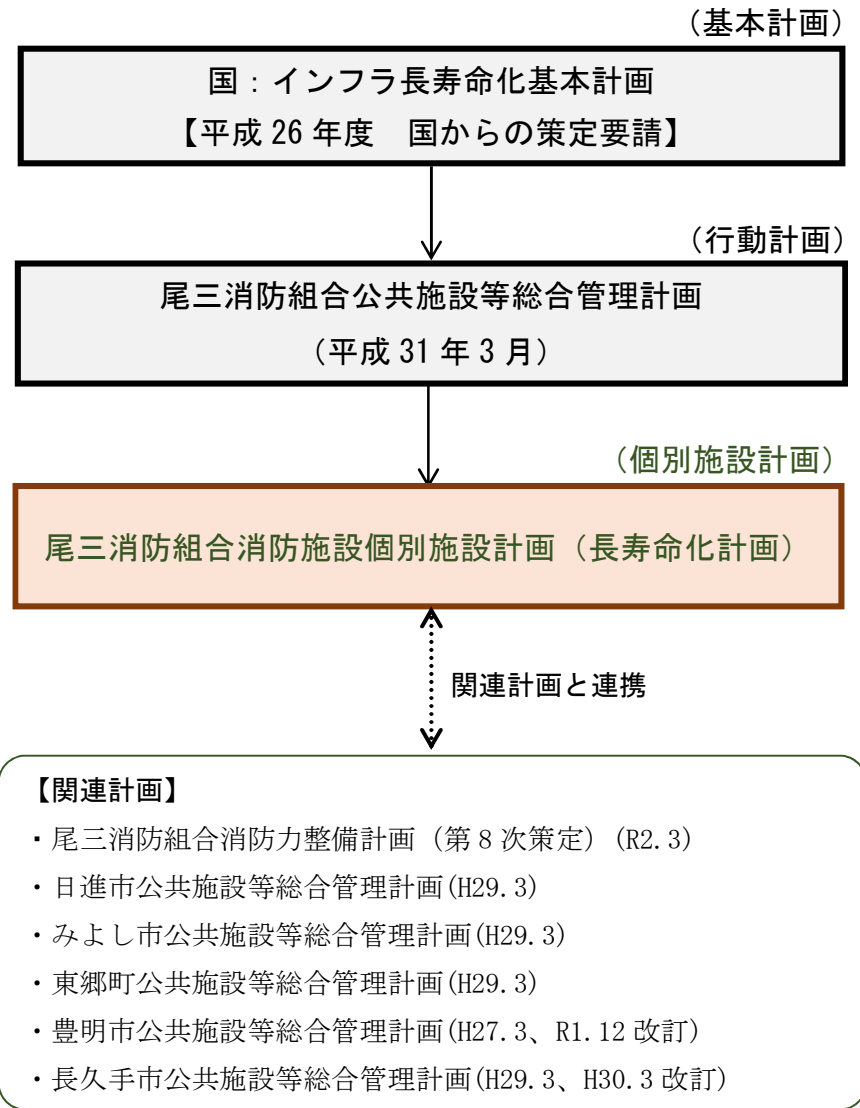 （基本計画）
国：インフラ長寿命化基本計画
【平成 26 年度　国からの策定要請】
（行動計画）
尾三消防組合公共施設等総合管理計画
（平成 31 年 3 月）
（個別施設計画）
尾三消防組合消防施設個別施設計画（長寿命化計画）
関連計画と連携
【関連計画】
・尾三消防組合消防力整備計画（第 8 次策定）(R2.3)
・日進市公共施設等総合管理計画(H29.3)
・みよし市公共施設等総合管理計画(H29.3)
・東郷町公共施設等総合管理計画(H29.3)
・豊明市公共施設等総合管理計画(H27.3、R1.12 改訂)
・長久手市公共施設等総合管理計画(H29.3、H30.3 改訂)